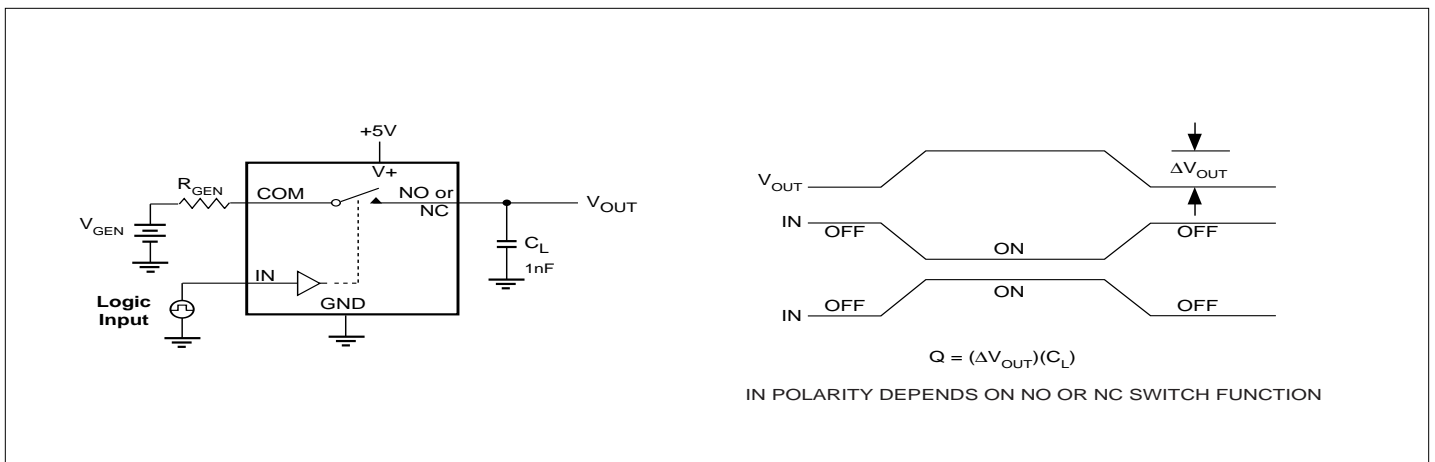 +5V
V+
R_GEN
COM
NO or
NC
V_OUT
V_GEN
C_L
1nF
IN
Logic
Input
GND
ΔV_OUT
V_OUT
IN
OFF
ON
OFF
IN
OFF
ON
OFF
Q = (ΔV_OUT)(C_L)
IN POLARITY DEPENDS ON NO OR NC SWITCH FUNCTION